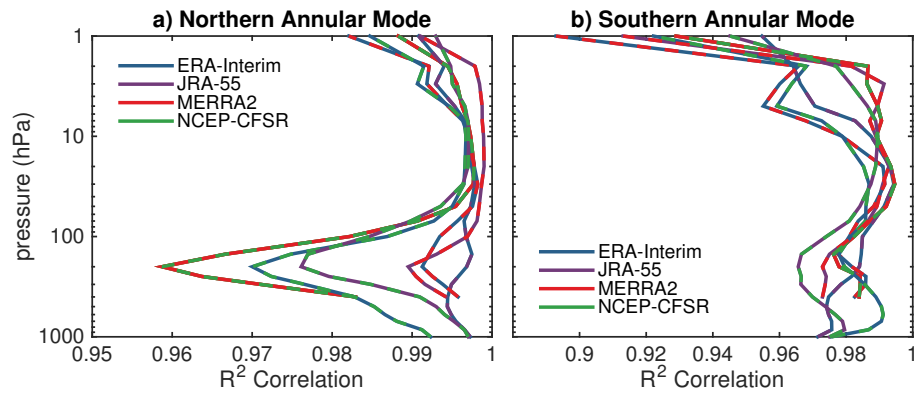 a) Northern Annular Mode
b) Southern Annular Mode
pressure (hPa)
1
10
100
1000
ERA-Interim
JRA-55
MERRA2
NCEP-CFSR
0.95
0.96
0.97
0.98
0.99
1
R² Correlation
ERA-Interim
JRA-55
MERRA2
NCEP-CFSR
0.9
0.92
0.94
0.96
0.98
1
R² Correlation